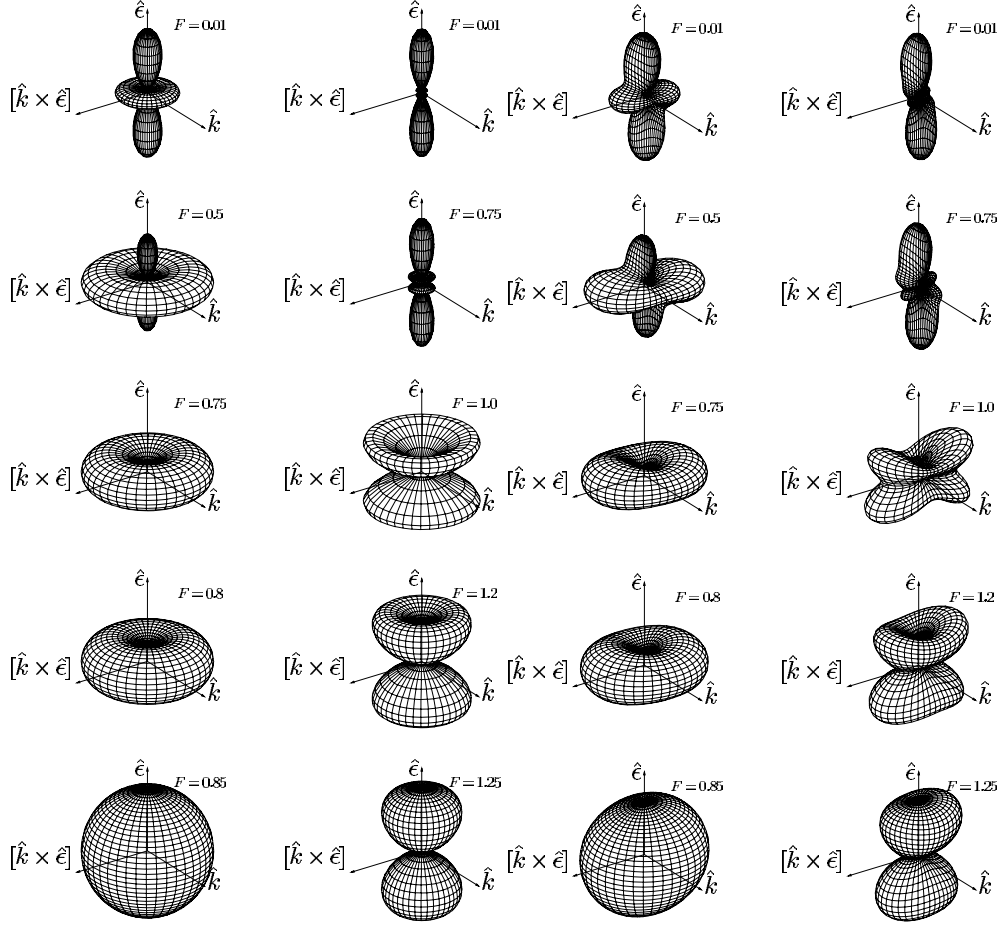 ε̂ F = 0.01 ε̂ F = 0.01 ε̂ F = 0.01 ε̂ F = 0.01
[k̂ × ε̂] k̂ [k̂ × ε̂] k̂ [k̂ × ε̂] k̂ [k̂ × ε̂] k̂
ε̂ F = 0.5 ε̂ F = 0.75 ε̂ F = 0.5 ε̂ F = 0.75
[k̂ × ε̂] k̂ [k̂ × ε̂] k̂ [k̂ × ε̂] k̂ [k̂ × ε̂] k̂
ε̂ F = 0.75 ε̂ F = 1.0 ε̂ F = 0.75 ε̂ F = 1.0
[k̂ × ε̂] k̂ [k̂ × ε̂] k̂ [k̂ × ε̂] k̂ [k̂ × ε̂] k̂
ε̂ F = 0.8 ε̂ F = 1.2 ε̂ F = 0.8 ε̂ F = 1.2
[k̂ × ε̂] k̂ [k̂ × ε̂] k̂ [k̂ × ε̂] k̂ [k̂ × ε̂] k̂
ε̂ F = 0.85 ε̂ F = 1.25 ε̂ F = 0.85 ε̂ F = 1.25
[k̂ × ε̂] k̂ [k̂ × ε̂] k̂ [k̂ × ε̂] k̂ [k̂ × ε̂] k̂